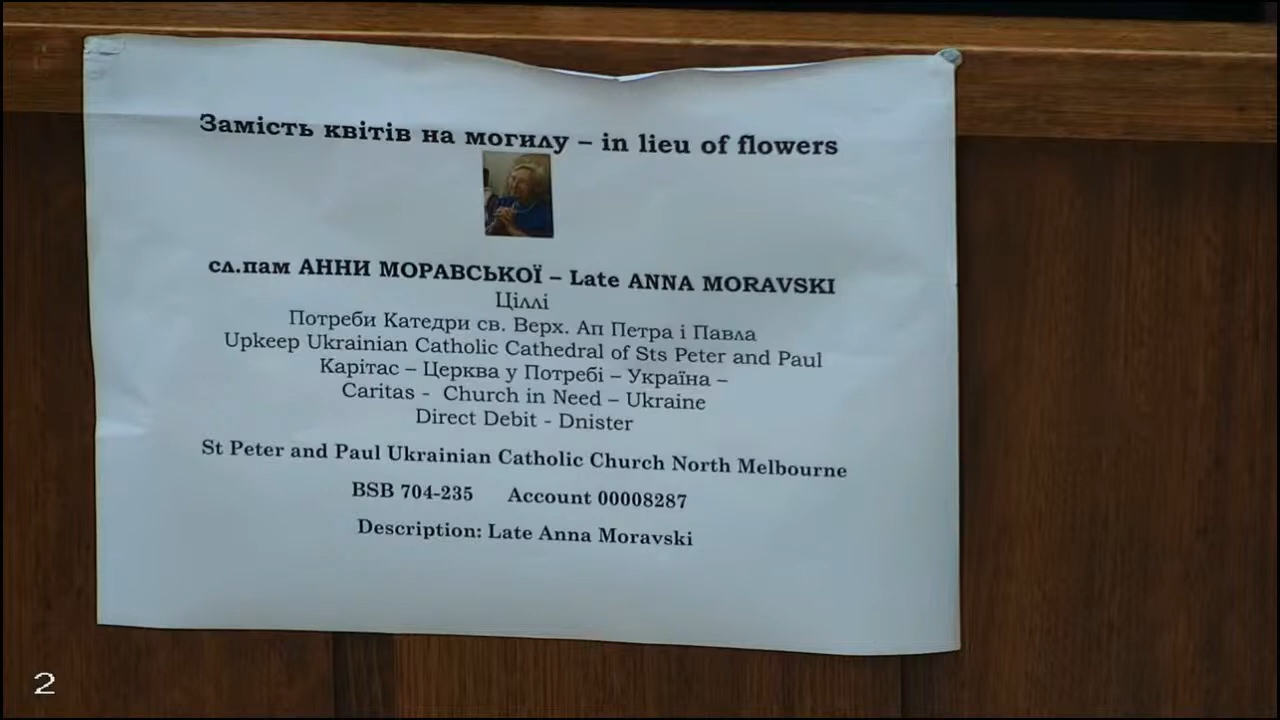 Замість квітів на могилу – in lieu of flowers
сл.пам АННИ МОРАВСЬКОЇ – Late ANNA MORAVSKI
Ціллі
Потреби Катедри св. Верх. Ап Петра і Павла
Upkeep Ukrainian Catholic Cathedral of Sts Peter and Paul
Карітас – Церква у Потребі – Україна –
Caritas - Church in Need – Ukraine
Direct Debit - Dnister
St Peter and Paul Ukrainian Catholic Church North Melbourne
BSB 704-235 Account 00008287
Description: Late Anna Moravski
2